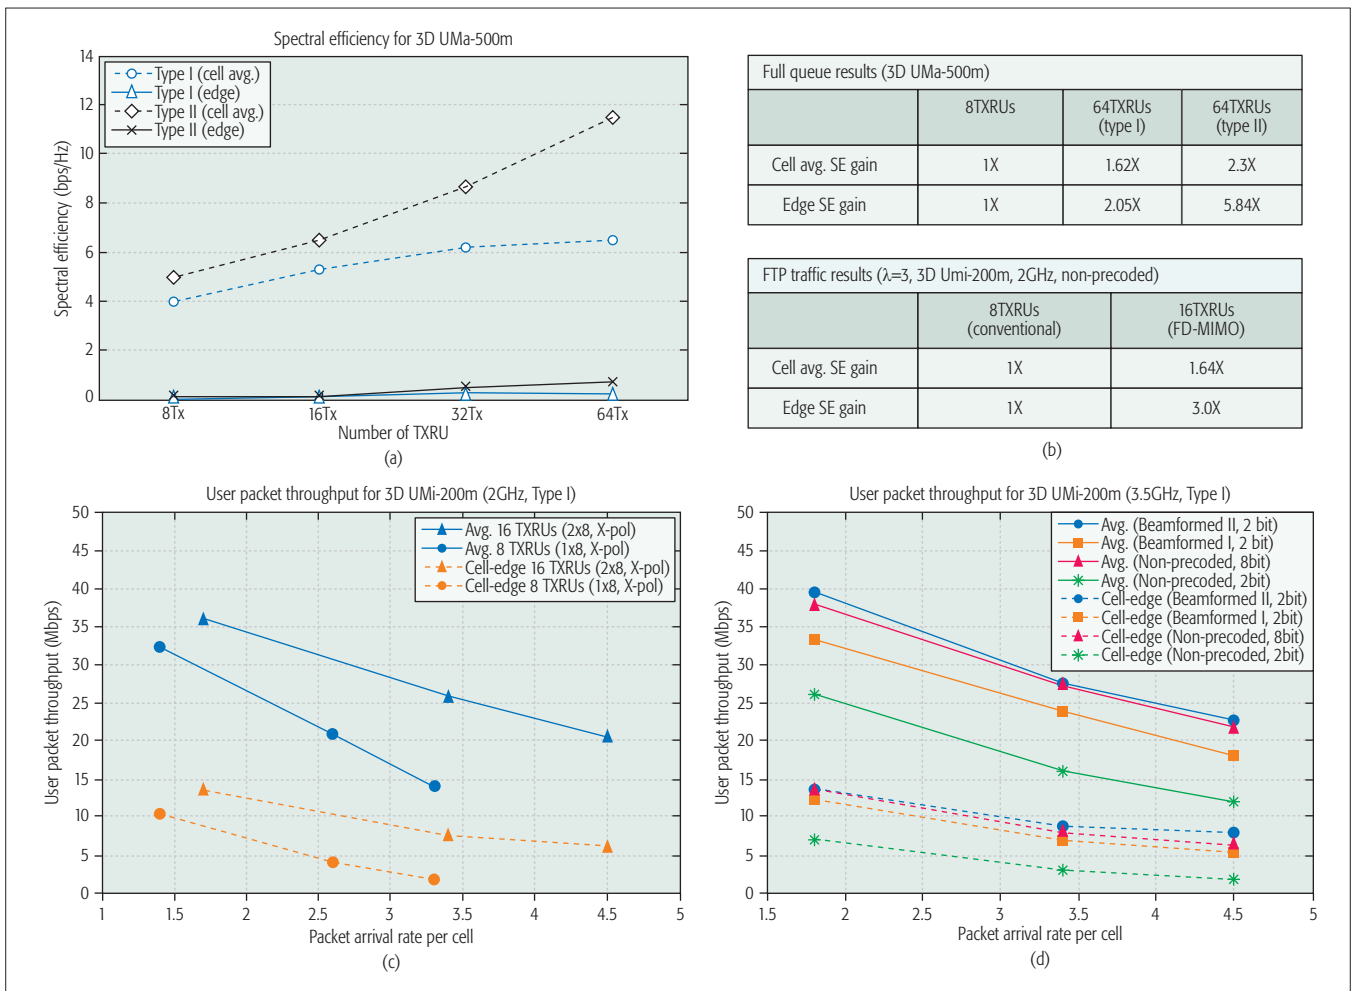 Spectral efficiency for 3D UMa-500m
14
12
10
8
6
4
2
0
Spectral efficiency (bps/Hz)
Type I (cell avg.)
Type I (edge)
Type II (cell avg.)
Type II (edge)
8Tx
16Tx
32Tx
64Tx
Number of TXRU
(a)
Full queue results (3D UMa-500m)
8TXRUs
64TXRUs (type I)
64TXRUs (type II)
Cell avg. SE gain
1X
1.62X
2.3X
Edge SE gain
1X
2.05X
5.84X
FTP traffic results (λ=3, 3D Umi-200m, 2GHz, non-precoded)
8TXRUs (conventional)
16TXRUs (FD-MIMO)
Cell avg. SE gain
1X
1.64X
Edge SE gain
1X
3.0X
(b)
User packet throughput for 3D UMi-200m (2GHz, Type I)
50
45
40
35
30
25
20
15
10
5
0
User packet throughput (Mbps)
Avg. 16 TXRUs (2x8, X-pol)
Avg. 8 TXRUs (1x8, X-pol)
Cell-edge 16 TXRUs (2x8, X-pol)
Cell-edge 8 TXRUs (1x8, X-pol)
1
1.5
2
2.5
3
3.5
4
4.5
5
Packet arrival rate per cell
(c)
User packet throughput for 3D UMi-200m (3.5GHz, Type I)
50
45
40
35
30
25
20
15
10
5
0
User packet throughput (Mbps)
Avg. (Beamformed II, 2 bit)
Avg. (Beamformed I, 2 bit)
Avg. (Non-precoded, 8bit)
Avg. (Non-precoded, 2bit)
Cell-edge (Beamformed II, 2bit)
Cell-edge (Beamformed I, 2bit)
Cell-edge (Non-precoded, 8bit)
Cell-edge (Non-precoded, 2bit)
1.5
2
2.5
3
3.5
4
4.5
5
Packet arrival rate per cell
(d)